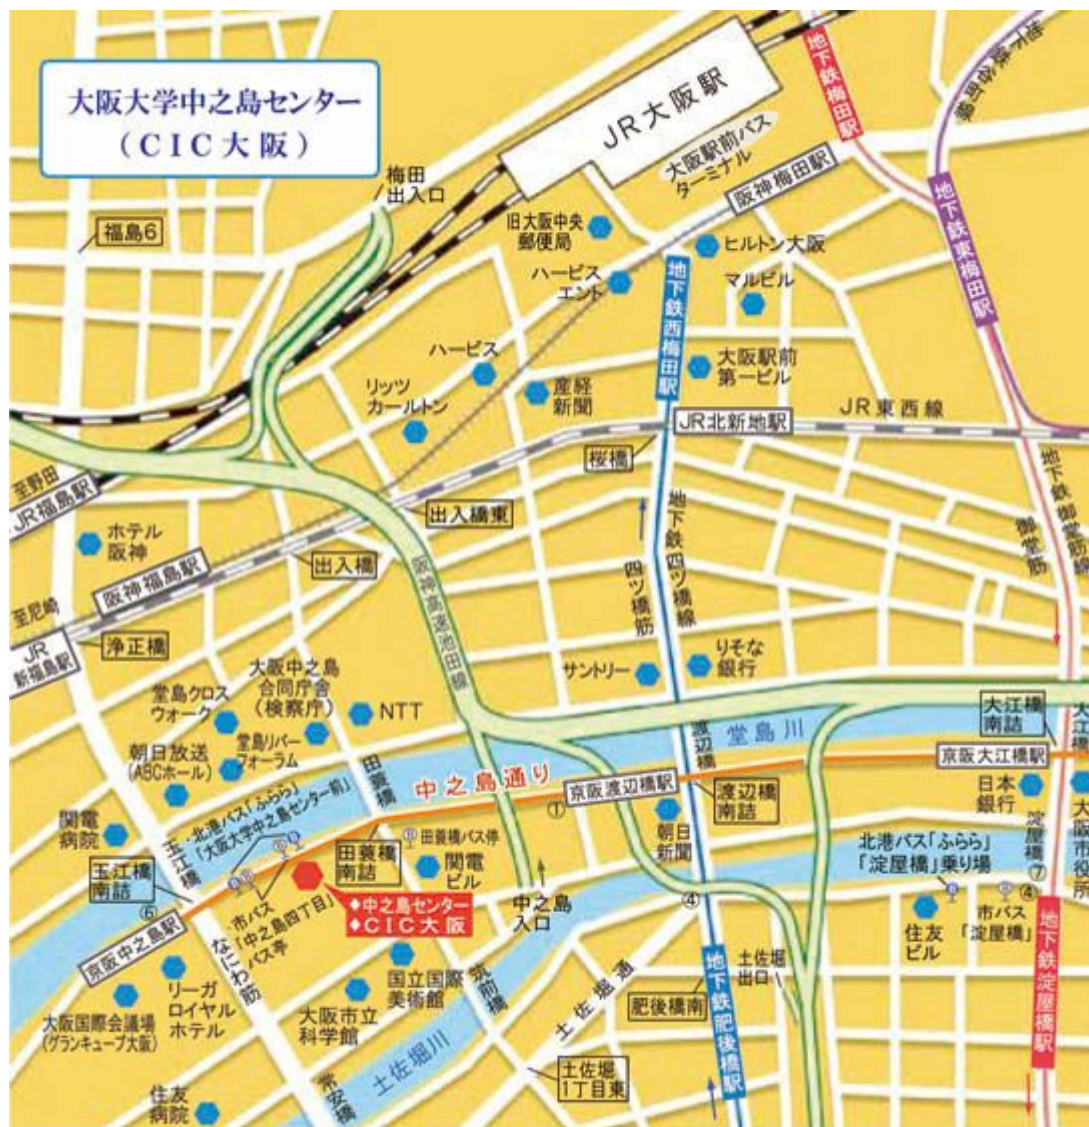 大阪大学中之島センター
（ＣＩＣ大阪）
JR大阪駅
地下鉄梅田駅
地下鉄谷町線
大阪駅前バス
ターミナル
阪神梅田駅
梅田
出入口
福島6
旧大阪中央
郵便局
ヒルトン大阪
地下鉄東梅田駅
ハービス
エント
マルビル
地下鉄西梅田駅
ハービス
リッツ
カールトン
産経
新聞
大阪駅前
第一ビル
JR東西線
JR北新地駅
桜橋
至野田
JR福島駅
出入橋東
ホテル
阪神
阪神福島駅
出入橋
阪神高速池田線
地下鉄四ツ橋線
四ツ橋筋
地下鉄御堂筋線
御堂筋
至尼崎
JR
新福島駅
浄正橋
大阪中之島
合同庁舎
（検察庁）
堂島クロス
ウォーク
NTT
サントリー
りそな
銀行
朝日放送
(ABCホール)
堂島リバー
フォーラム
田蓑橋
渡辺橋
堂島川
大江橋
南詰
大江橋
中之島通り
京阪渡辺橋駅
京阪大江橋駅
渡辺橋
南詰
①
日本
銀行
大阪市役所
関電
病院
・北港バス「ふらら」
「大阪大学中之島センター前」
玉江橋
玉江橋
南詰
田蓑橋
南詰
田蓑橋バス停
関電
ビル
朝日
新聞
北港バス「ふらら」
「淀屋橋」乗り場
淀屋橋
⑦
④
⑥
◆中之島センター
◆ＣＩＣ大阪
中之島
入口
④
京阪中之島駅
・市バス
「中之島四丁目」
バス亭
住友
ビル
市バス
「淀屋橋」
地下鉄淀屋橋駅
なにわ筋
リーガ
ロイヤル
ホテル
国立国際
美術館
筑前橋
土佐堀通
土佐堀
出口
肥後橋南
地下鉄肥後橋駅
大阪国際会議場
(グランキューブ大阪)
大阪市立
科学館
土佐堀川
土佐堀
1丁目東
常安橋
住友
病院